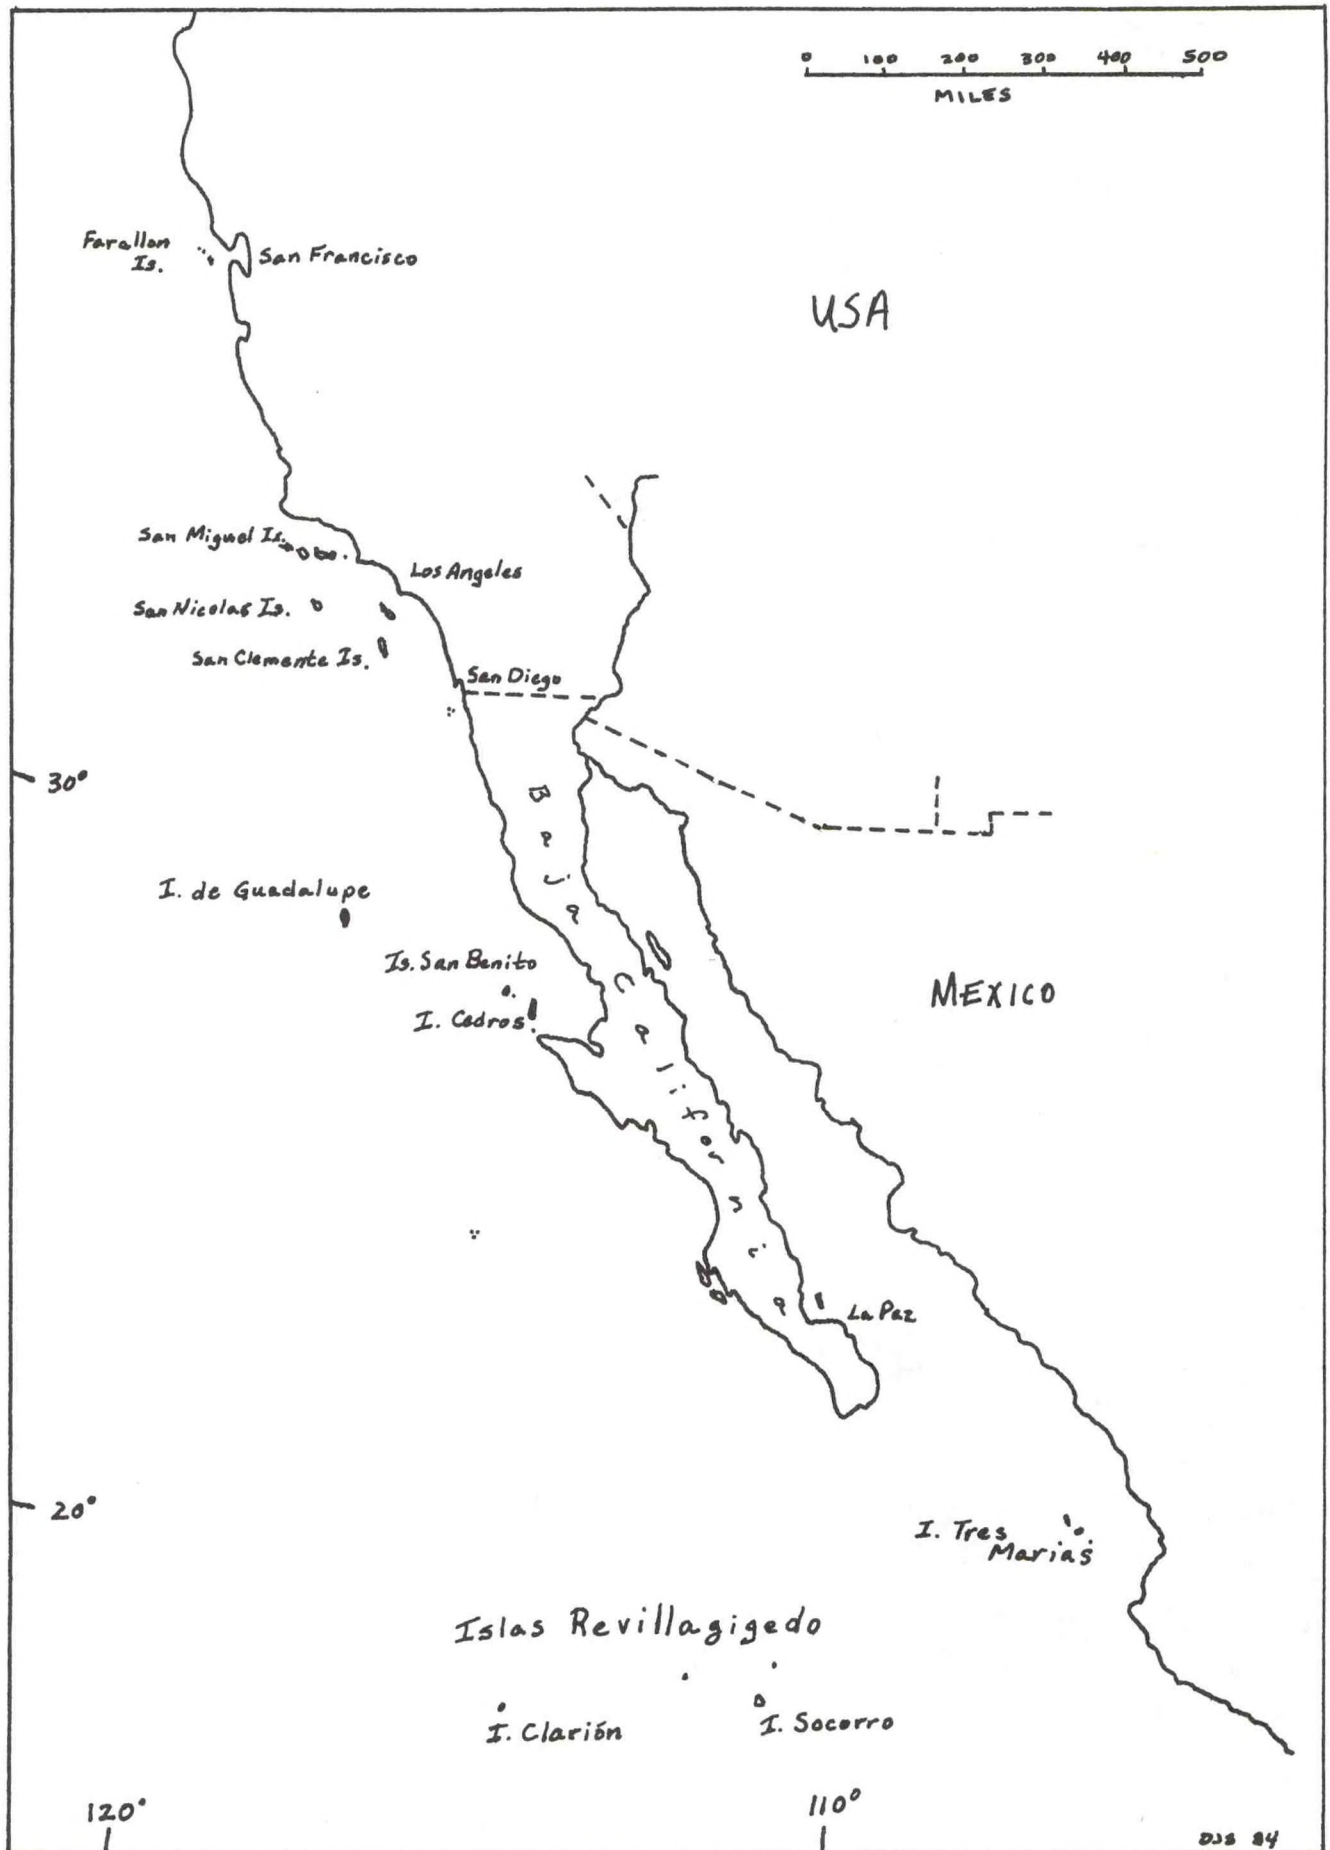 0 100 200 300 400 500
MILES
Farallon
Is.
San Francisco
USA
San Miguel Is.
Los Angeles
San Nicolas Is.
San Clemente Is.
San Diego
30°
Baja California
I. de Guadalupe
Is. San Benito
I. Cedros
MEXICO
La Paz
20°
I. Tres
Marias
Islas Revillagigedo
I. Clarión
I. Socorro
120°
110°
DJS 84